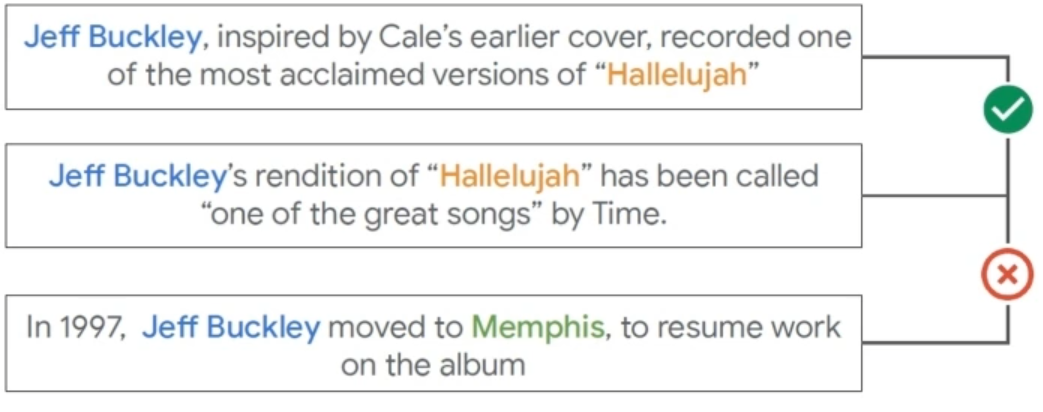 Jeff Buckley, inspired by Cale’s earlier cover, recorded one
of the most acclaimed versions of “Hallelujah”
Jeff Buckley’s rendition of “Hallelujah” has been called
“one of the great songs” by Time.
In 1997, Jeff Buckley moved to Memphis, to resume work
on the album